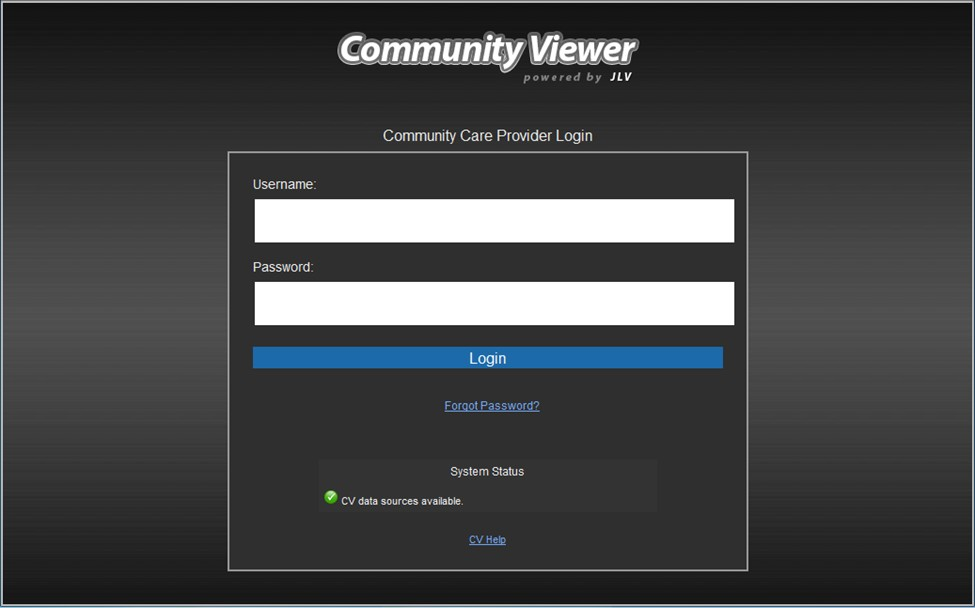 Community Viewer
powered by JLV
Community Care Provider Login
Username:
Password:
Login
Forgot Password?
System Status
CV data sources available.
CV Help